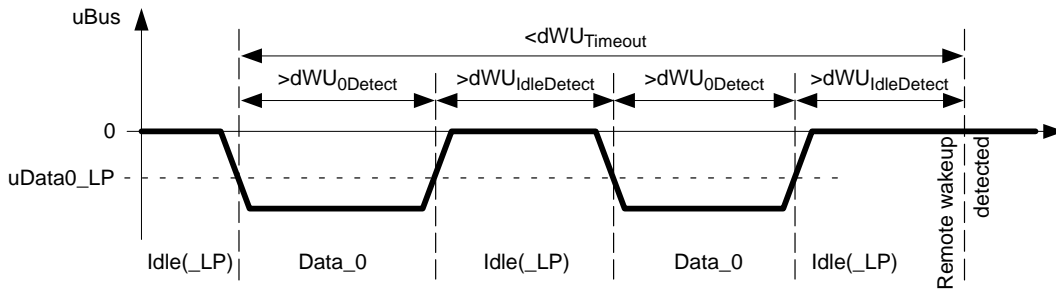 uBus
<dWUTimeout
>dWU0Detect >dWUIdleDetect >dWU0Detect >dWUIdleDetect
0
uData0_LP
Idle(_LP) Data_0 Idle(_LP) Data_0 Idle(_LP)
Remote wakeup
detected